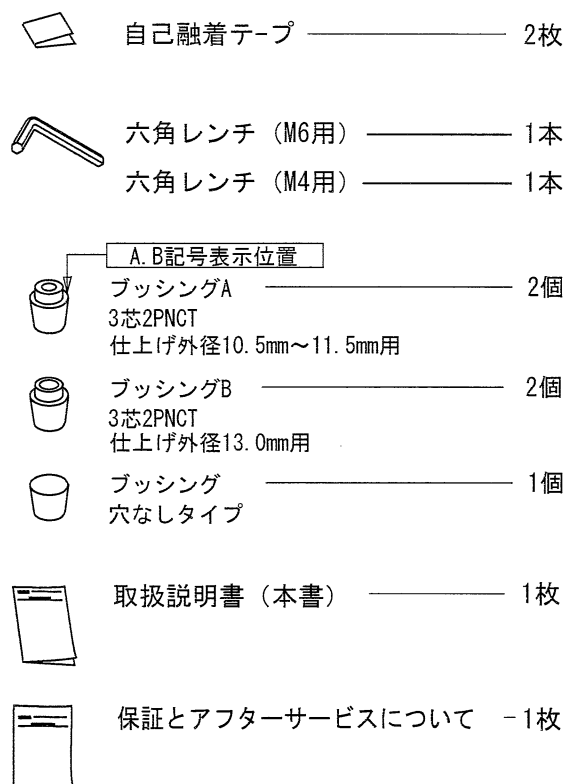 自己融着テープ 2枚
六角レンチ（M6用） 1本
六角レンチ（M4用） 1本
A.B記号表示位置
ブッシングA 2個
3芯2PNCT
仕上げ外径10.5mm～11.5mm用
ブッシングB 2個
3芯2PNCT
仕上げ外径13.0mm用
ブッシング 1個
穴なしタイプ
取扱説明書（本書） 1枚
保証とアフターサービスについて 1枚